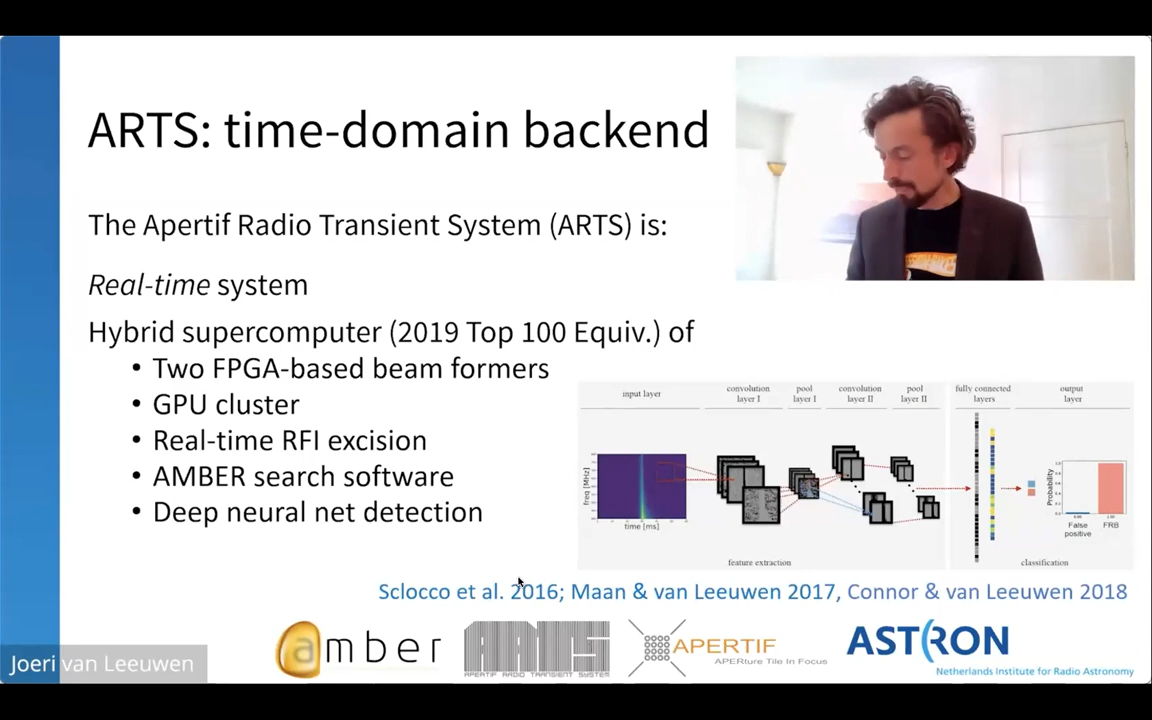 ARTS: time-domain backend
The Apertif Radio Transient System (ARTS) is:
Real-time system
Hybrid supercomputer (2019 Top 100 Equiv.) of
• Two FPGA-based beam formers
• GPU cluster
• Real-time RFI excision
• AMBER search software
• Deep neural net detection
input layer
convolution
layer I
pool
layer I
convolution
layer II
pool
layer II
fully connected
layers
output
layer
freq [MHz]
time [ms]
Probability
False
positive
FRB
feature extraction
classification
Sclocco et al. 2016; Maan & van Leeuwen 2017, Connor & van Leeuwen 2018
amber
ARTS
APERTIF RADIO TRANSIENT SYSTEM
APERTIF
APERture Tile In Focus
ASTRON
Netherlands Institute for Radio Astronomy
Joeri van Leeuwen